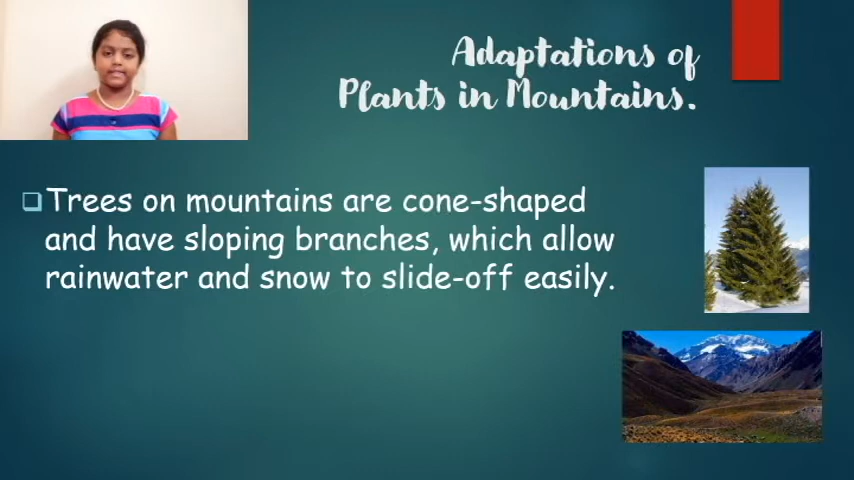 Adaptations of
Plants in Mountains.
Trees on mountains are cone-shaped
and have sloping branches, which allow
rainwater and snow to slide-off easily.